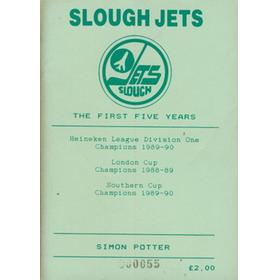 SLOUGH JETS
JETS
SLOUGH
THE FIRST FIVE YEARS
Heineken League Division One
Champions 1989-90
London Cup
Champions 1988-89
Southern Cup
Champions 1989-90
SIMON POTTER
000055
£2.00